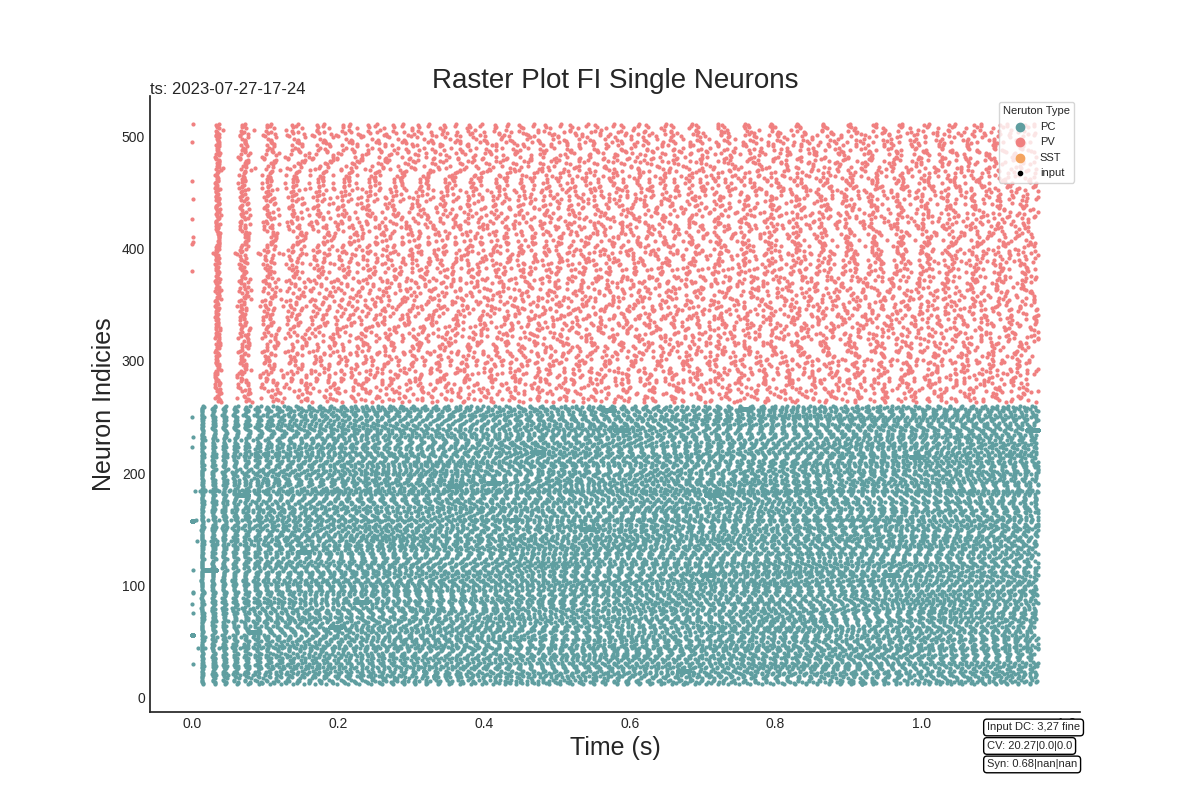 Raster Plot FI Single Neurons
ts: 2023-07-27-17-24
Neruton Type
PC
PV
SST
input
Neuron Indicies
500
400
300
200
100
0
0.0 0.2 0.4 0.6 0.8 1.0
Time (s)
Input DC: 3,27 fine
CV: 20.27|0.0|0.0
Syn: 0.68|nan|nan